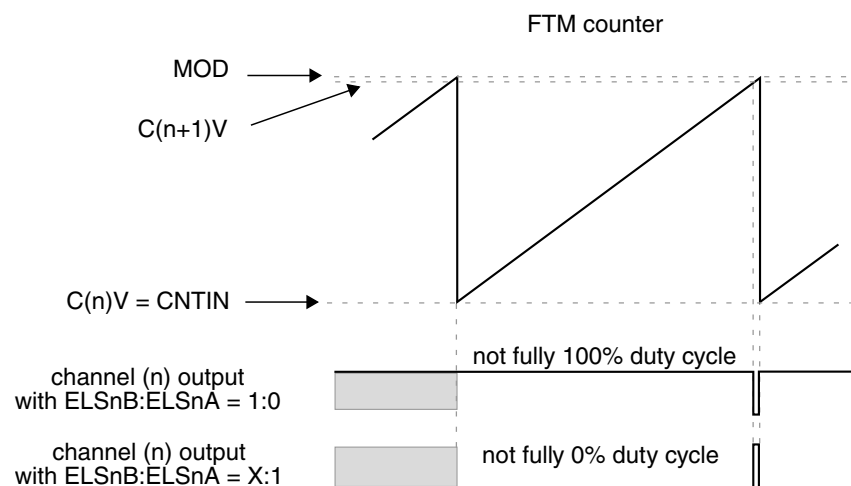 FTM counter
MOD
C(n+1)V
C(n)V = CNTIN
not fully 100% duty cycle
channel (n) output
with ELSnB:ELSnA = 1:0
channel (n) output
with ELSnB:ELSnA = X:1
not fully 0% duty cycle